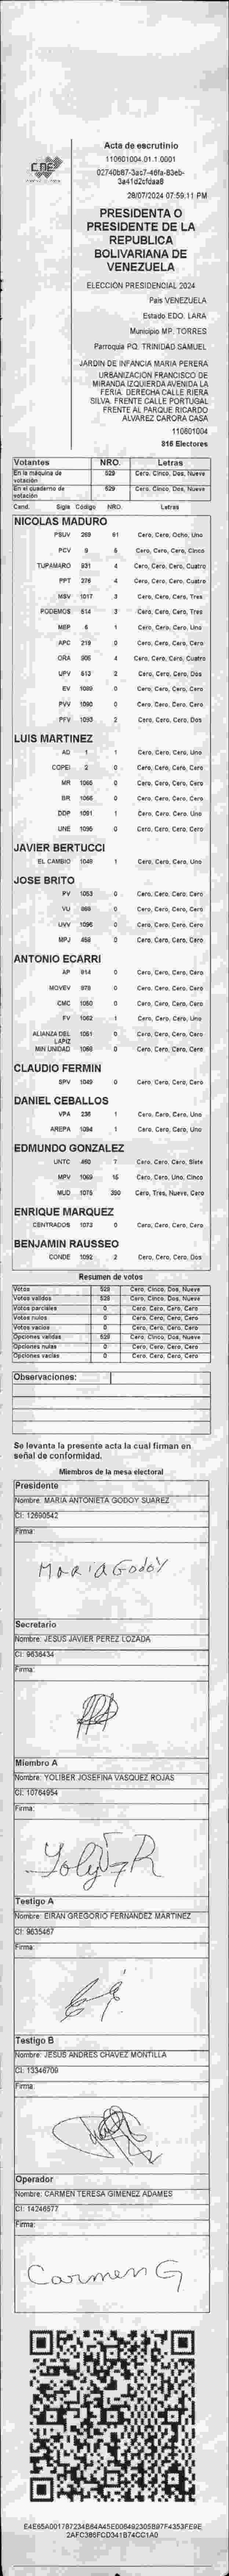 CNE
Acta de escrutinio
110601004.01.1.0001
28/07/2024 07:59:11 PM
PRESIDENTA O
PRESIDENTE DE LA
REPUBLICA
BOLIVARIANA DE
VENEZUELA
ELECCIÓN PRESIDENCIAL 2024
País VENEZUELA
Estado EDO. LARA
Municipio MP. TORRES
Parroquia PQ. TRINIDAD SAMUEL
JARDIN DE INFANCIA MARIA PERERA
URBANIZACIÓN FRANCISCO DE
MIRANDA IZQUIERDA AVENIDA LA
FERIA. DERECHA CALLE RIERA
SILVA. FRENTE CALLE PORTUGAL
FRENTE AL PARQUE RICARDO
ALVAREZ CARORA CASA
110601004
816 Electores
Votantes NRO. Letras
En la máquina de votación 529 Cero, Cinco, Dos, Nueve
En el cuaderno de votación 529 Cero, Cinco, Dos, Nueve
Cand. Sigla Código NRO. Letras
NICOLAS MADURO
PSUV 269 81 Cero, Cero, Ocho, Uno
PCV 9 5 Cero, Cero, Cero, Cinco
TUPAMARO 931 4 Cero, Cero, Cero, Cuatro
PPT 276 4 Cero, Cero, Cero, Cuatro
MSV 1017 3 Cero, Cero, Cero, Tres
PODEMOS 514 3 Cero, Cero, Cero, Tres
MEP 6 1 Cero, Cero, Cero, Uno
APC 219 0 Cero, Cero, Cero, Cero
ORA 905 4 Cero, Cero, Cero, Cuatro
UPV 613 2 Cero, Cero, Cero, Dos
EV 1089 0 Cero, Cero, Cero, Cero
PVV 1090 0 Cero, Cero, Cero, Cero
PFV 1093 2 Cero, Cero, Cero, Dos
LUIS MARTINEZ
AD 1 1 Cero, Cero, Cero, Uno
COPEI 2 0 Cero, Cero, Cero, Cero
MR 1065 0 Cero, Cero, Cero, Cero
BR 1066 0 Cero, Cero, Cero, Cero
DDP 1091 1 Cero, Cero, Cero, Uno
UNE 1095 0 Cero, Cero, Cero, Cero
JAVIER BERTUCCI
EL CAMBIO 1048 1 Cero, Cero, Cero, Uno
JOSE BRITO
PV 1053 0 Cero, Cero, Cero, Cero
VU 0 Cero, Cero, Cero, Cero
UVV 1096 0 Cero, Cero, Cero, Cero
MPJ 458 0 Cero, Cero, Cero, Cero
ANTONIO ECARRI
AP 914 0 Cero, Cero, Cero, Cero
MOVEV 978 0 Cero, Cero, Cero, Cero
CMC 1050 0 Cero, Cero, Cero, Cero
FV 1062 1 Cero, Cero, Cero, Uno
ALIANZA DEL LAPIZ 1051 0 Cero, Cero, Cero, Cero
MIN UNIDAD 1068 0 Cero, Cero, Cero, Cero
CLAUDIO FERMIN
SPV 1049 0 Cero, Cero, Cero, Cero
DANIEL CEBALLOS
VPA 238 1 Cero, Cero, Cero, Uno
AREPA 1094 1 Cero, Cero, Cero, Uno
EDMUNDO GONZALEZ
UNTC 450 7 Cero, Cero, Cero, Siete
MPV 1069 15 Cero, Cero, Uno, Cinco
MUD 1075 390 Cero, Tres, Nueve, Cero
ENRIQUE MARQUEZ
CENTRADOS 1073 0 Cero, Cero, Cero, Cero
BENJAMIN RAUSSEO
CONDE 1092 2 Cero, Cero, Cero, Dos
Resumen de votos
Votos 529 Cero, Cinco, Dos, Nueve
Votos válidos 529 Cero, Cinco, Dos, Nueve
Votos parciales 0 Cero, Cero, Cero, Cero
Votos nulos 0 Cero, Cero, Cero, Cero
Votos vacíos 0 Cero, Cero, Cero, Cero
Opciones válidas 529 Cero, Cinco, Dos, Nueve
Opciones nulas 0 Cero, Cero, Cero, Cero
Opciones vacías 0 Cero, Cero, Cero, Cero
Observaciones:
Se levanta la presente acta la cual firman en
señal de conformidad.
Miembros de la mesa electoral
Presidente
Nombre: MARIA ANTONIETA GODOY SUAREZ
CI: 12690542
Firma:
Maria Godoy
Secretario
Nombre: JESUS JAVIER PEREZ LOZADA
CI: 9636434
Firma:
Miembro A
Nombre: YOLIBER JOSEFINA VASQUEZ ROJAS
CI: 10764954
Firma:
Testigo A
Nombre: EIRAN GREGORIO FERNANDEZ MARTINEZ
CI: 9635467
Firma:
Testigo B
Nombre: JESUS ANDRES CHAVEZ MONTILLA
CI: 13346709
Firma:
Operador
Nombre: CARMEN TERESA GIMENEZ ADAMES
CI: 14246577
Firma:
Carmen G